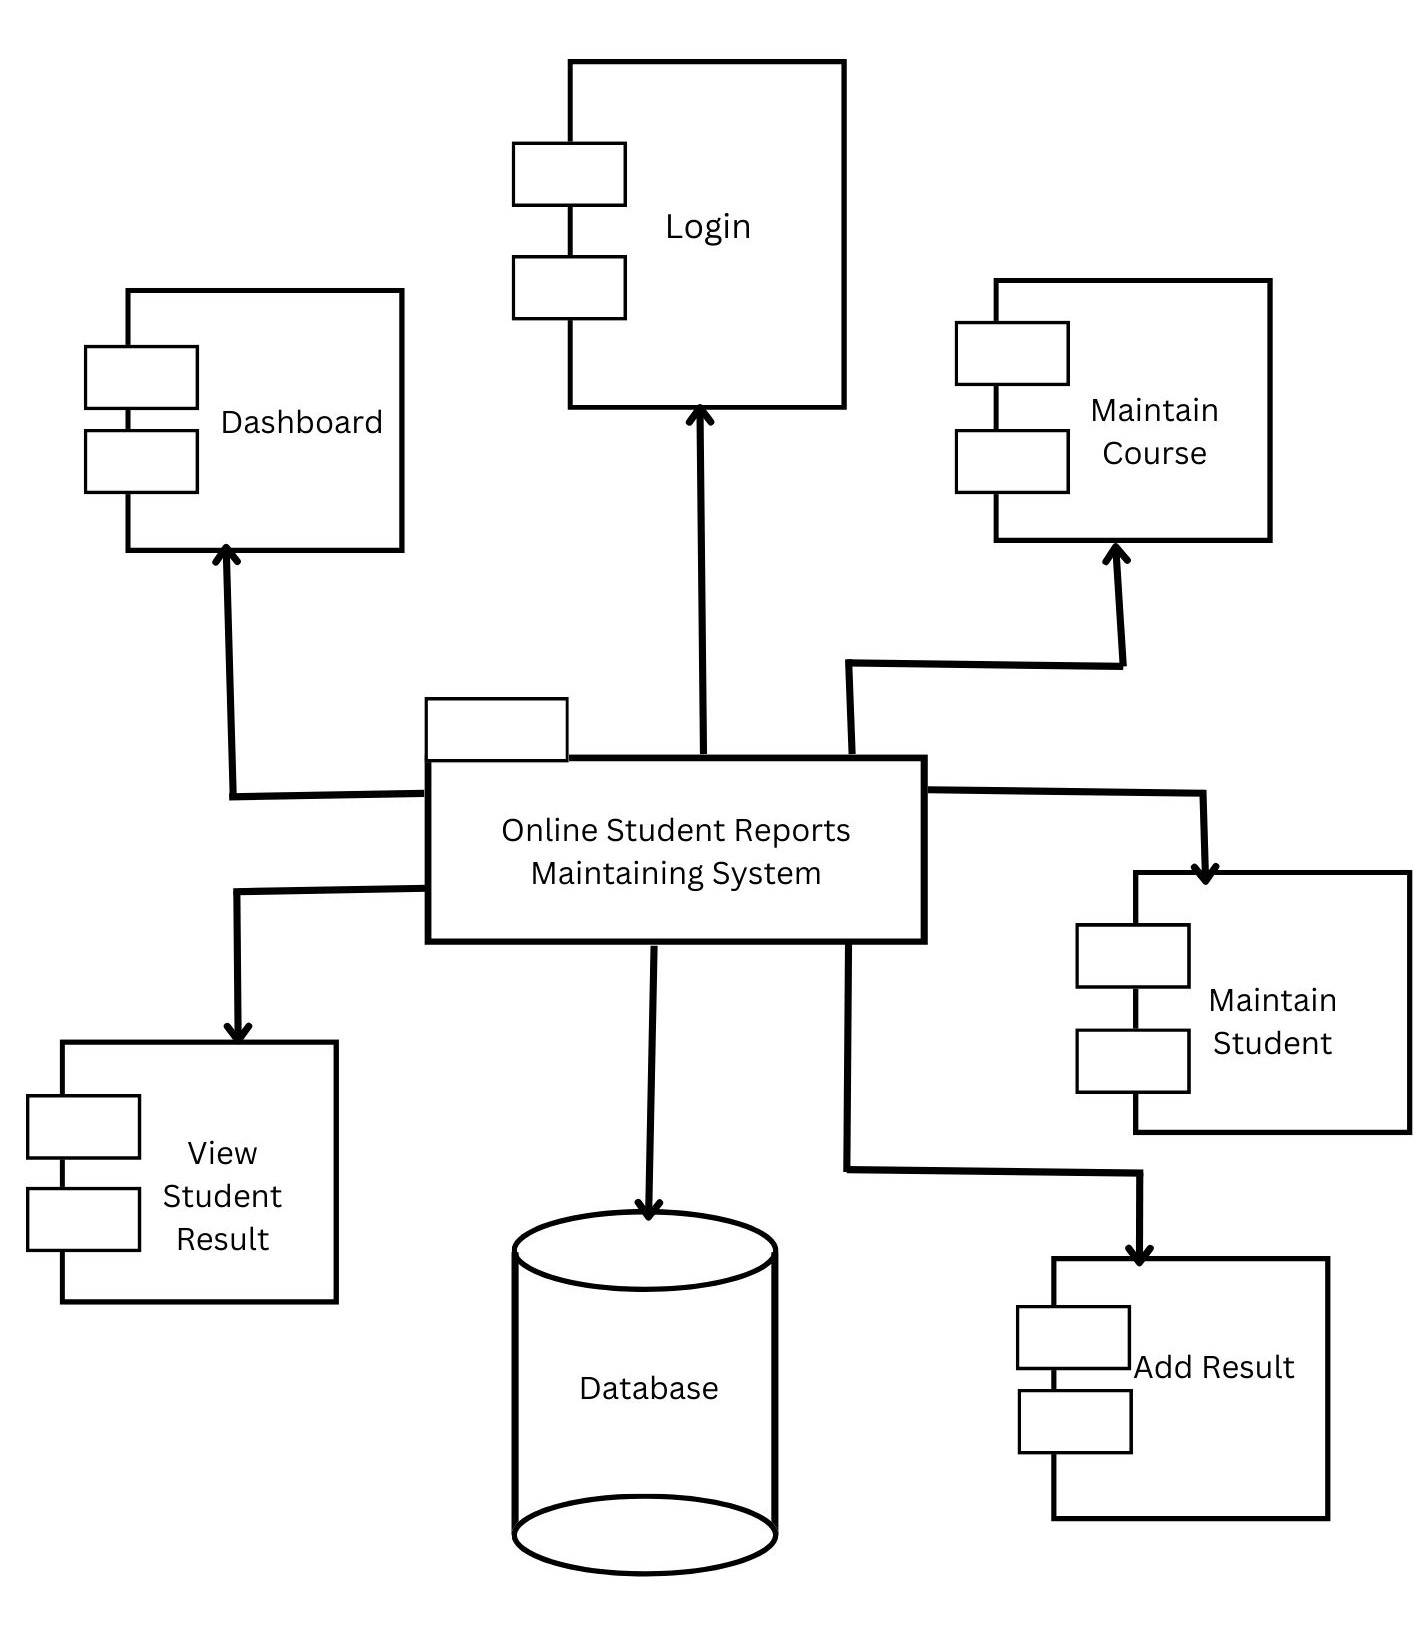 Login
Dashboard
Maintain
Course
Online Student Reports
Maintaining System
Maintain
Student
View
Student
Result
Add Result
Database